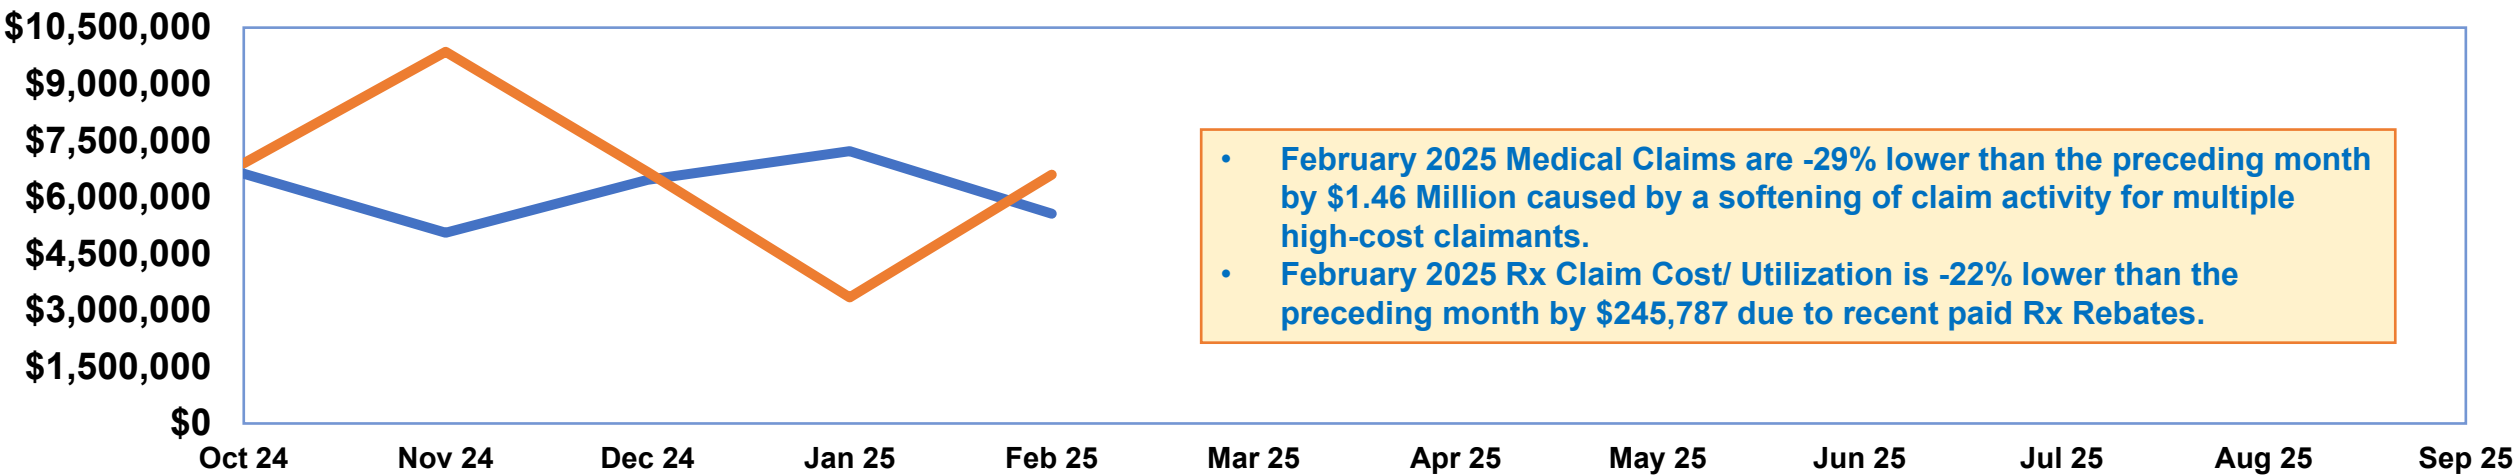 $10,500,000
$9,000,000
$7,500,000
$6,000,000
$4,500,000
$3,000,000
$1,500,000
$0
• February 2025 Medical Claims are -29% lower than the preceding month
by $1.46 Million caused by a softening of claim activity for multiple
high-cost claimants.
• February 2025 Rx Claim Cost/ Utilization is -22% lower than the
preceding month by $245,787 due to recent paid Rx Rebates.
Oct 24 Nov 24 Dec 24 Jan 25 Feb 25 Mar 25 Apr 25 May 25 Jun 25 Jul 25 Aug 25 Sep 25